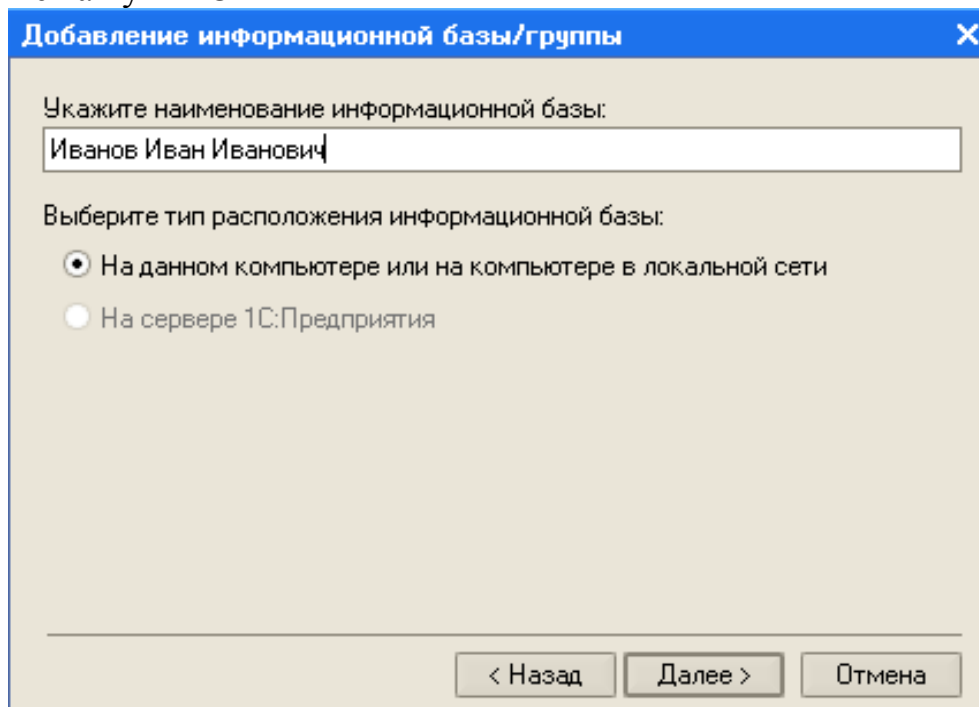 Добавление информационной базы/группы
Укажите наименование информационной базы:
Иванов Иван Иванович
Выберите тип расположения информационной базы:
На данном компьютере или на компьютере в локальной сети
На сервере 1С:Предприятия
< Назад Далее > Отмена